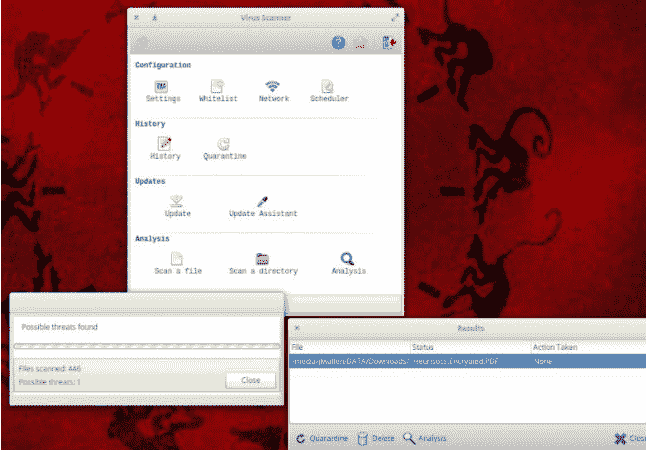 Virus Scanner
Configuration
Settings Whitelist Network Scheduler
History
History Quarantine
Updates
Update Update Assistant
Analysis
Scan a file Scan a directory Analysis
Possible threats found
Files scanned: 446
Possible threats: 1
Close
Results
File Status Action Taken
None
Quarantine Delete Analysis Close